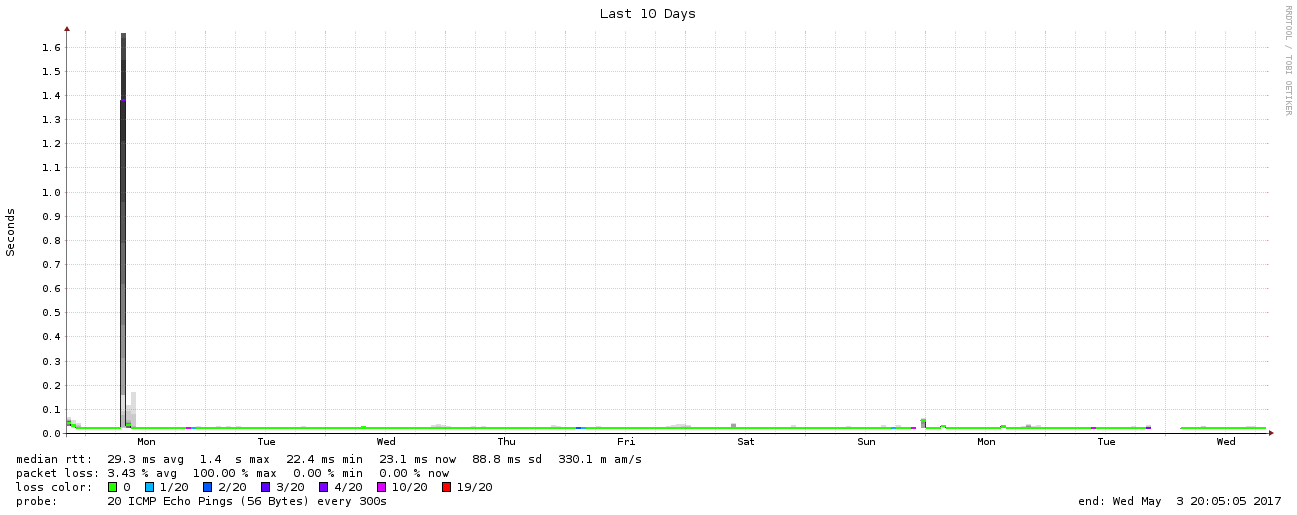 Last 10 Days
RRDTOOL / TOBI OETIKER
Seconds
1.6
1.5
1.4
1.3
1.2
1.1
1.0
0.9
0.8
0.7
0.6
0.5
0.4
0.3
0.2
0.1
0.0
Mon Tue Wed Thu Fri Sat Sun Mon Tue Wed
median rtt: 29.3 ms avg 1.4 s max 22.4 ms min 23.1 ms now 88.8 ms sd 330.1 m am/s
packet loss: 3.43 % avg 100.00 % max 0.00 % min 0.00 % now
loss color: 0 1/20 2/20 3/20 4/20 10/20 19/20
probe: 20 ICMP Echo Pings (56 Bytes) every 300s end: Wed May 3 20:05:05 2017